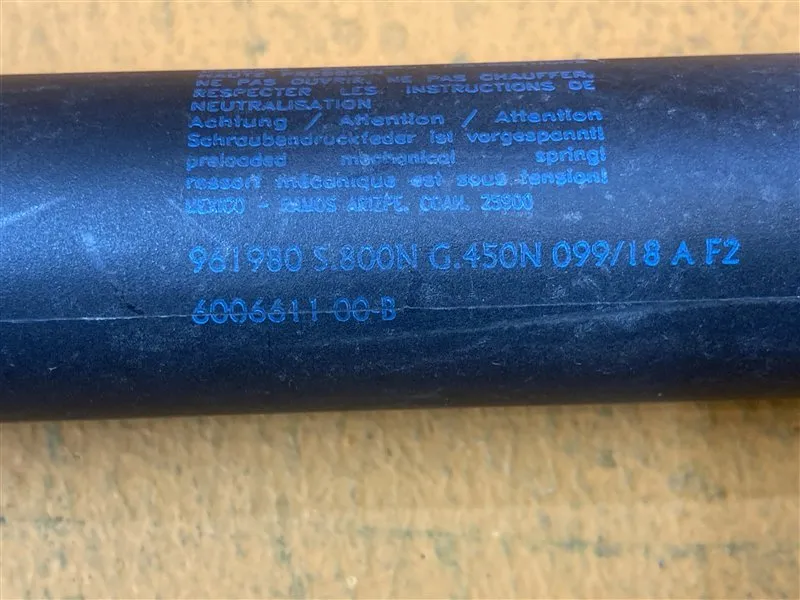 HAUTE PRESSION
NE PAS OUVRIR. NE PAS CHAUFFER.
RESPECTER LES INSTRUCTIONS DE
NEUTRALISATION
Achtung / Attention / Attention
Schraubendruckfeder ist vorgespannt!
preloaded mechanical spring!
ressort mécanique est sous tension!
MEXICO - RAMOS ARIZPE, COAH. 25900
961980 S.800N G.450N 099/18 A F2
6006611-00-B